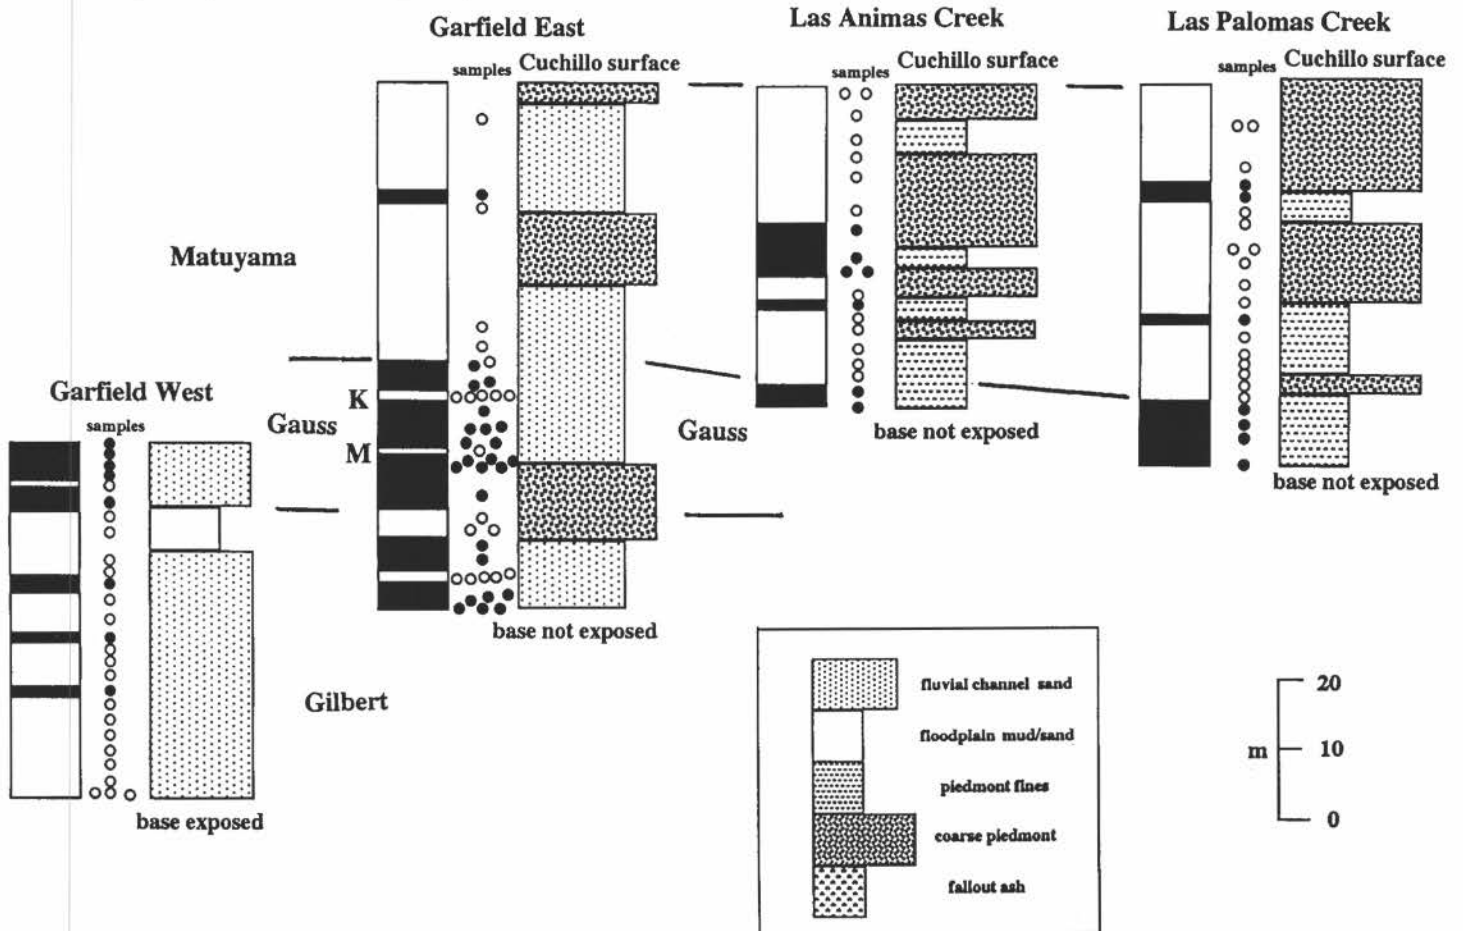 Garfield East
Las Animas Creek
Las Palomas Creek
samples
Cuchillo surface
samples
Cuchillo surface
samples
Cuchillo surface
Matuyama
Garfield West
samples
Gauss
K
M
Gauss
base not exposed
base not exposed
base not exposed
Gilbert
base exposed
fluvial channel sand
floodplain mud/sand
piedmont fines
coarse piedmont
fallout ash
m
20
10
0